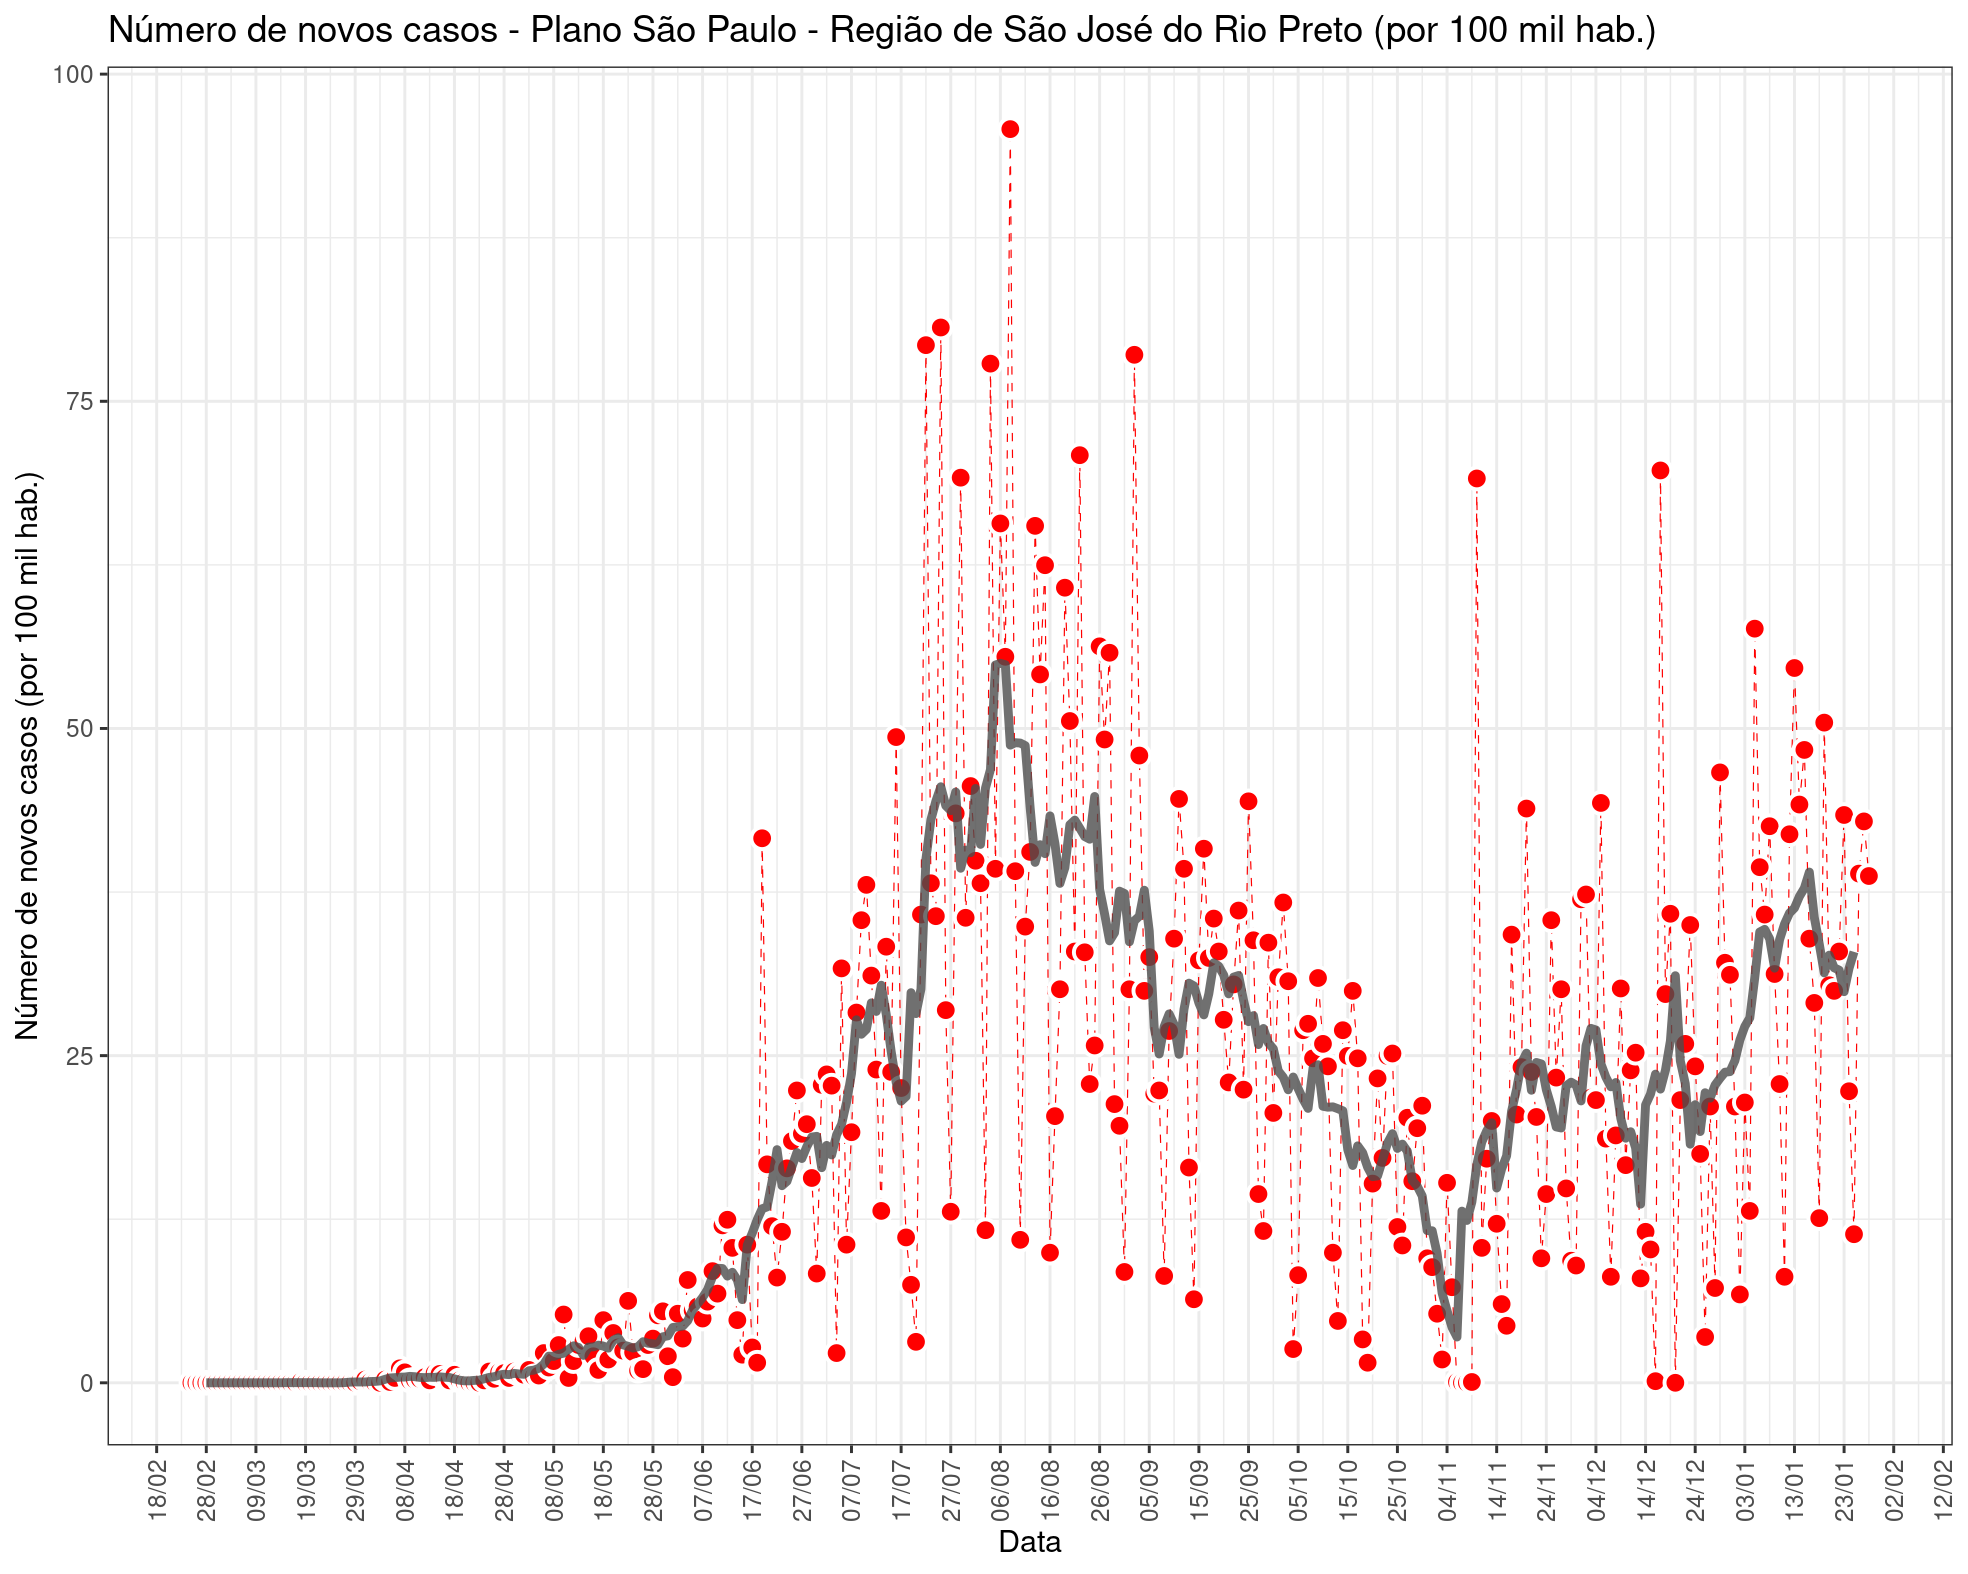 Número de novos casos - Plano São Paulo - Região de São José do Rio Preto (por 100 mil hab.)
Número de novos casos (por 100 mil hab.)
100
75
50
25
0
18/02 28/02 09/03 19/03 29/03 08/04 18/04 28/04 08/05 18/05 28/05 07/06 17/06 27/06 07/07 17/07 27/07 06/08 16/08 26/08 05/09 15/09 25/09 05/10 15/10 25/10 04/11 14/11 24/11 04/12 14/12 24/12 03/01 13/01 23/01 02/02 12/02
Data